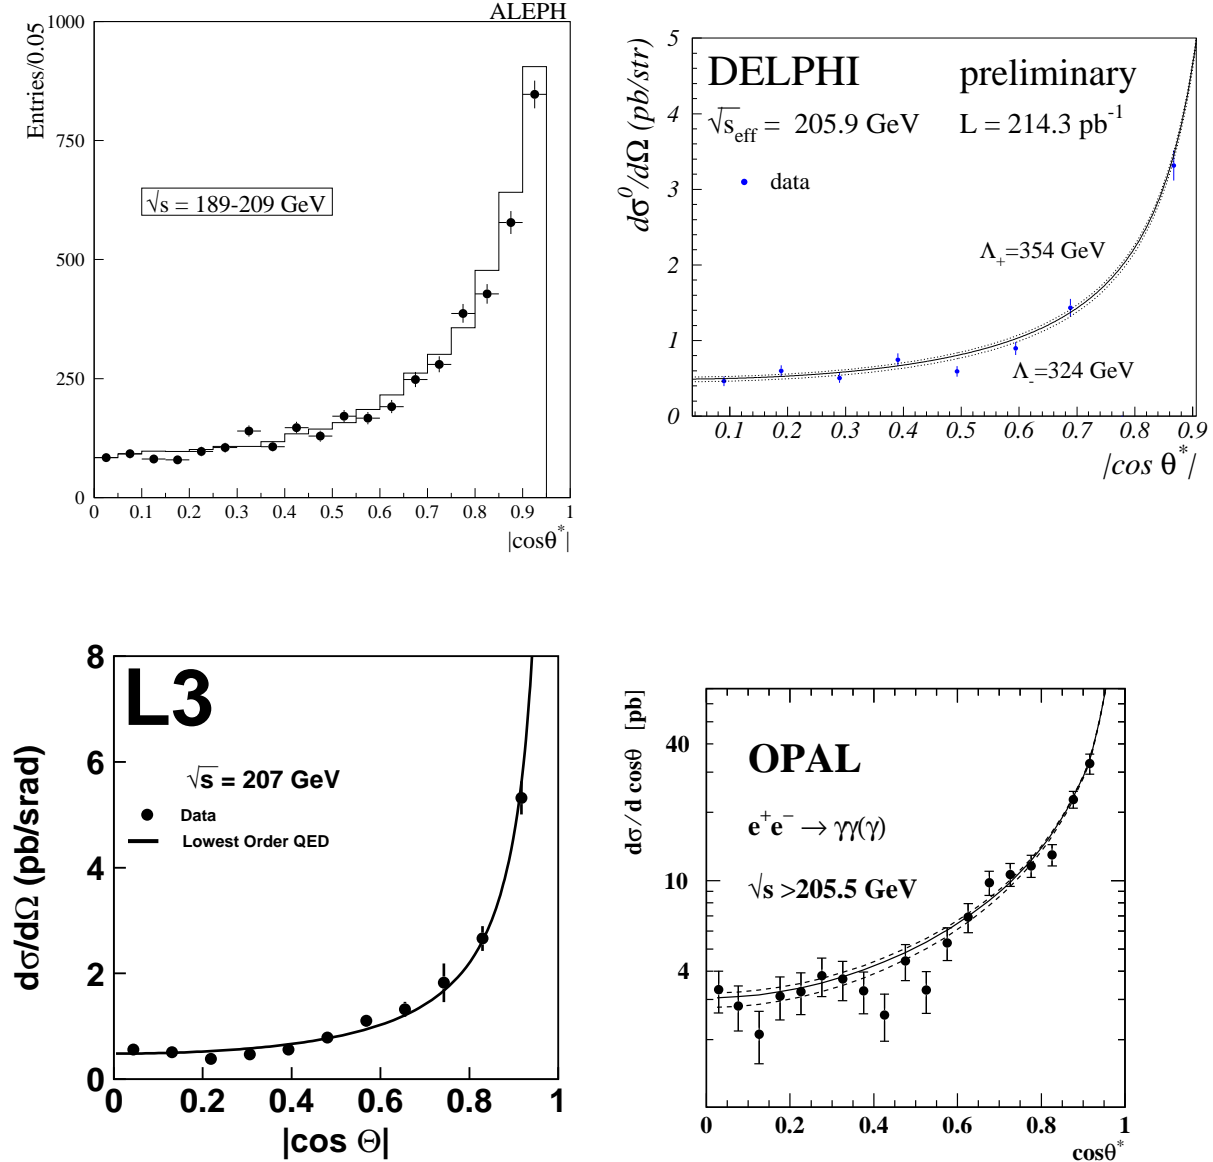 ALEPH
Entries/0.05
1000
750
500
250
0
√s = 189-209 GeV
0 0.1 0.2 0.3 0.4 0.5 0.6 0.7 0.8 0.9 1
|cosθ*|
dσ⁰/dΩ (pb/str)
5
4
3
2
1
0
DELPHI preliminary
√s_eff = 205.9 GeV L = 214.3 pb⁻¹
data
Λ₊=354 GeV
Λ₋=324 GeV
0.1 0.2 0.3 0.4 0.5 0.6 0.7 0.8 0.9
|cos θ*|
dσ/dΩ (pb/srad)
8
6
4
2
0
L3
√s = 207 GeV
Data
Lowest Order QED
0 0.2 0.4 0.6 0.8 1
|cos Θ|
dσ/d cosθ [pb]
40
10
4
OPAL
e⁺e⁻ → γγ(γ)
√s >205.5 GeV
0 0.2 0.4 0.6 0.8 1
cosθ*